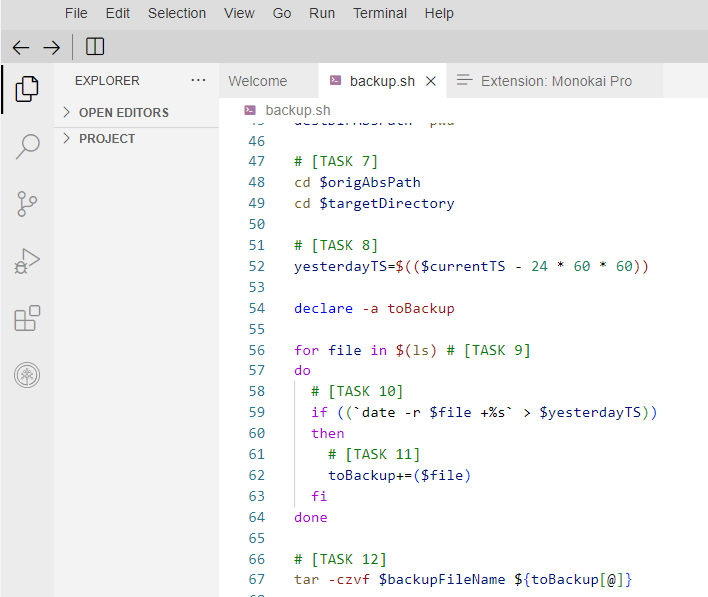 File Edit Selection View Go Run Terminal Help
EXPLORER ...
OPEN EDITORS
PROJECT
Welcome backup.sh Extension: Monokai Pro
backup.sh
46
47 # [TASK 7]
48 cd $origAbsPath
49 cd $targetDirectory
50
51 # [TASK 8]
52 yesterdayTS=$(($currentTS - 24 * 60 * 60))
53
54 declare -a toBackup
55
56 for file in $(ls) # [TASK 9]
57 do
58 # [TASK 10]
59 if ((`date -r $file +%s` > $yesterdayTS))
60 then
61 # [TASK 11]
62 toBackup+=($file)
63 fi
64 done
65
66 # [TASK 12]
67 tar -czvf $backupFileName ${toBackup[@]}